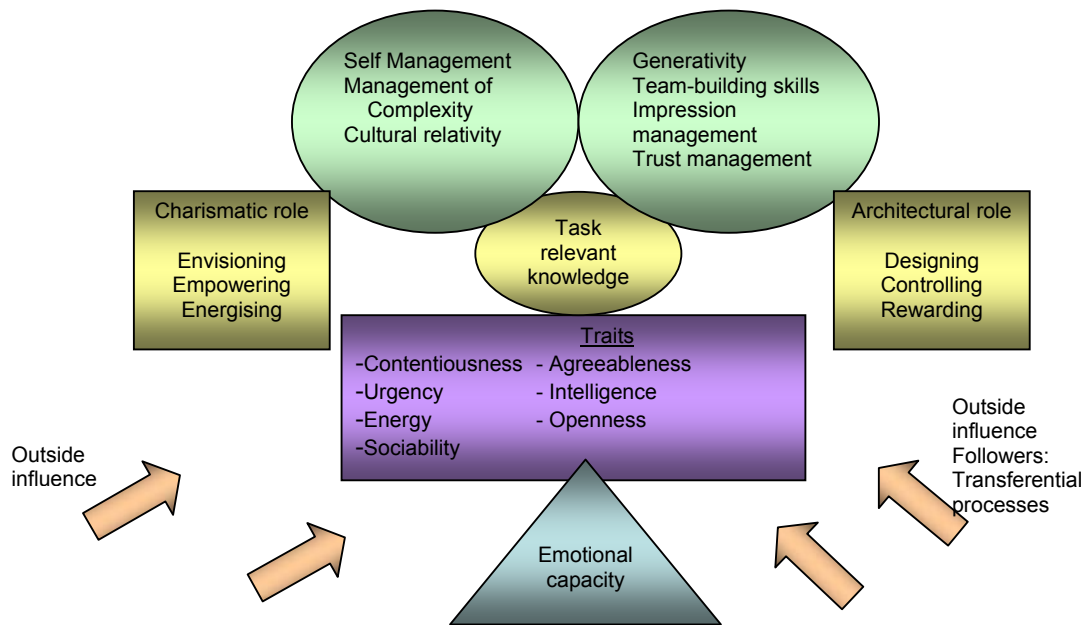 Self Management
Management of
Complexity
Cultural relativity
Generativity
Team-building skills
Impression
management
Trust management
Charismatic role
Envisioning
Empowering
Energising
Task
relevant
knowledge
Architectural role
Designing
Controlling
Rewarding
Traits
-Contentiousness
-Urgency
-Energy
-Sociability
- Agreeableness
- Intelligence
- Openness
Outside
influence
Outside
influence
Followers:
Transferential
processes
Emotional
capacity